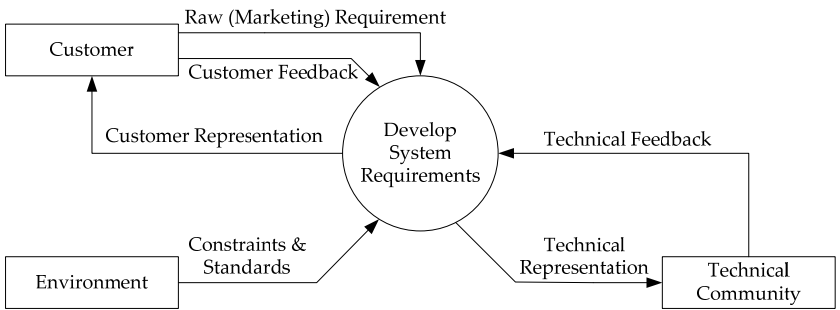 Raw (Marketing) Requirement
Customer
Customer Feedback
Customer Representation
Develop
System
Requirements
Technical Feedback
Constraints &
Standards
Environment
Technical
Representation
Technical
Community